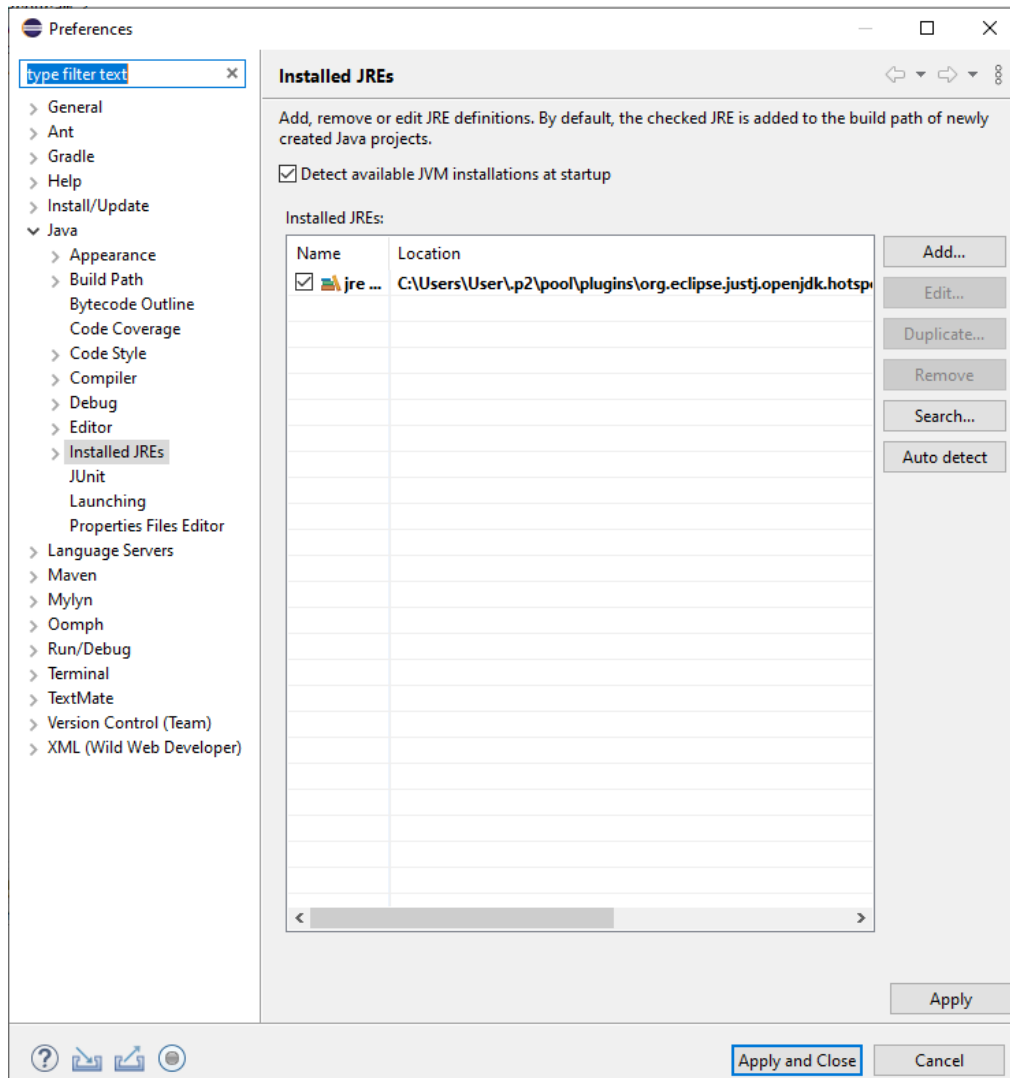 Preferences
type filter text
General
Ant
Gradle
Help
Install/Update
Java
Appearance
Build Path
Bytecode Outline
Code Coverage
Code Style
Compiler
Debug
Editor
Installed JREs
JUnit
Launching
Properties Files Editor
Language Servers
Maven
Mylyn
Oomph
Run/Debug
Terminal
TextMate
Version Control (Team)
XML (Wild Web Developer)
Installed JREs
Add, remove or edit JRE definitions. By default, the checked JRE is added to the build path of newly
created Java projects.
Detect available JVM installations at startup
Installed JREs:
Name Location
jre ... C:\Users\User\.p2\pool\plugins\org.eclipse.justj.openjdk.hotsp
Add...
Edit...
Duplicate...
Remove
Search...
Auto detect
Apply
Apply and Close Cancel